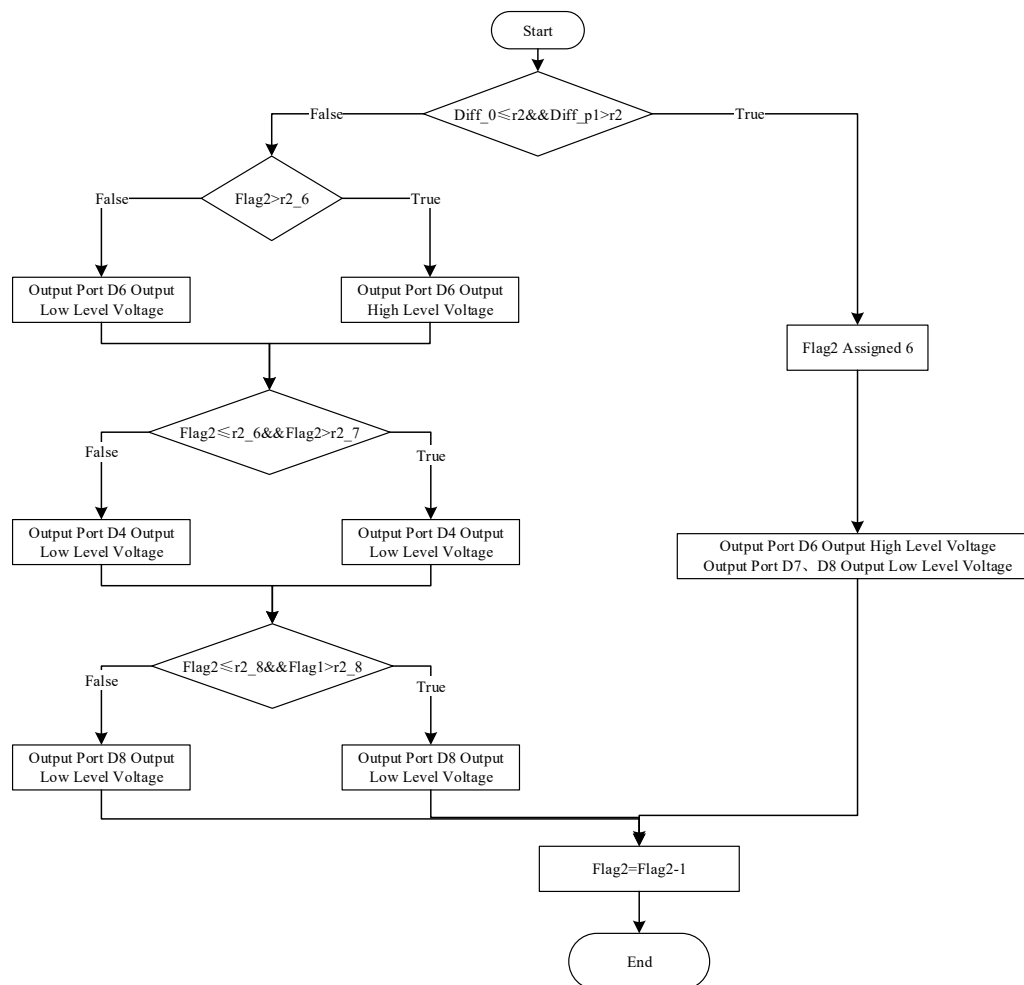 Start
Diff_0≤r2&&Diff_p1>r2
False
True
Flag2>r2_6
False
True
Output Port D6 Output
Low Level Voltage
Output Port D6 Output
High Level Voltage
Flag2 Assigned 6
Flag2≤r2_6&&Flag2>r2_7
False
True
Output Port D4 Output
Low Level Voltage
Output Port D4 Output
Low Level Voltage
Output Port D6 Output High Level Voltage
Output Port D7、D8 Output Low Level Voltage
Flag2≤r2_8&&Flag1>r2_8
False
True
Output Port D8 Output
Low Level Voltage
Output Port D8 Output
Low Level Voltage
Flag2=Flag2-1
End